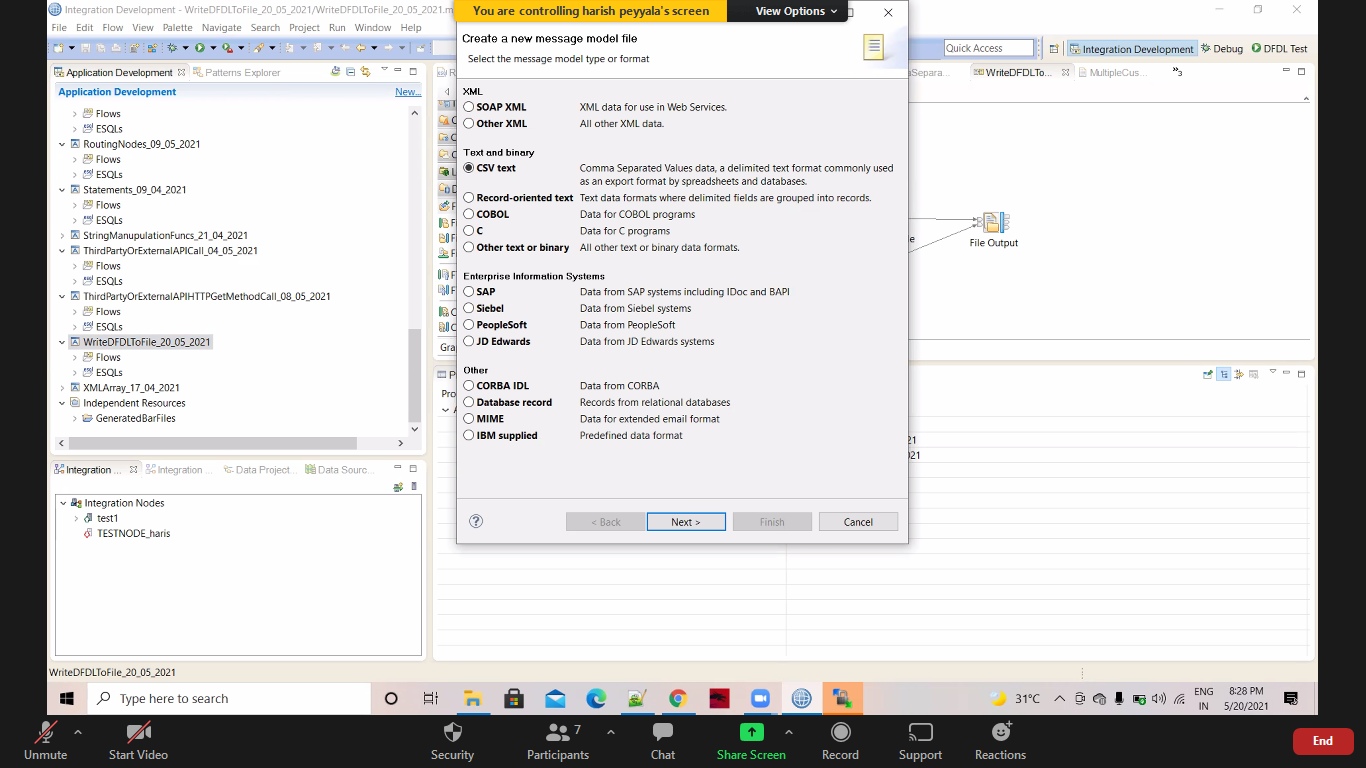 Integration Development - WriteDFDLToFile_20_05_2021/WriteDFDLToFile_20_05_2021.m
You are controlling harish peyyala's screen
View Options
File Edit Flow View Palette Navigate Search Project Run Window Help
Quick Access
Integration Development
Debug
DFDL Test
Application Development
Patterns Explorer
Application Development
New...
Flows
ESQLs
RoutingNodes_09_05_2021
Flows
ESQLs
Statements_09_04_2021
Flows
ESQLs
StringManupulationFuncs_21_04_2021
ThirdPartyOrExternalAPICall_04_05_2021
Flows
ESQLs
ThirdPartyOrExternalAPIHTTPGetMethodCall_08_05_2021
Flows
ESQLs
WriteDFDLToFile_20_05_2021
Flows
ESQLs
XMLArray_17_04_2021
Independent Resources
GeneratedBarFiles
Integration ...
Integration ...
Data Project...
Data Sourc...
Integration Nodes
test1
TESTNODE_haris
WriteDFDLToFile_20_05_2021
Create a new message model file
Select the message model type or format
XML
SOAP XML XML data for use in Web Services.
Other XML All other XML data.
Text and binary
CSV text Comma Separated Values data, a delimited text format commonly used
as an export format by spreadsheets and databases.
Record-oriented text Text data formats where delimited fields are grouped into records.
COBOL Data for COBOL programs
C Data for C programs
Other text or binary All other text or binary data formats.
Enterprise Information Systems
SAP Data from SAP systems including IDoc and BAPI
Siebel Data from Siebel systems
PeopleSoft Data from PeopleSoft
JD Edwards Data from JD Edwards systems
Other
CORBA IDL Data from CORBA
Database record Records from relational databases
MIME Data for extended email format
IBM supplied Predefined data format
< Back
Next >
Finish
Cancel
aSepara...
WriteDFDLTo...
MultipleCus...
3
le
File Output
Gra
Pro
21
021
Type here to search
31°C
ENG
IN
8:28 PM
5/20/2021
Unmute
Start Video
Security
Participants
7
Chat
Share Screen
Record
Support
Reactions
End